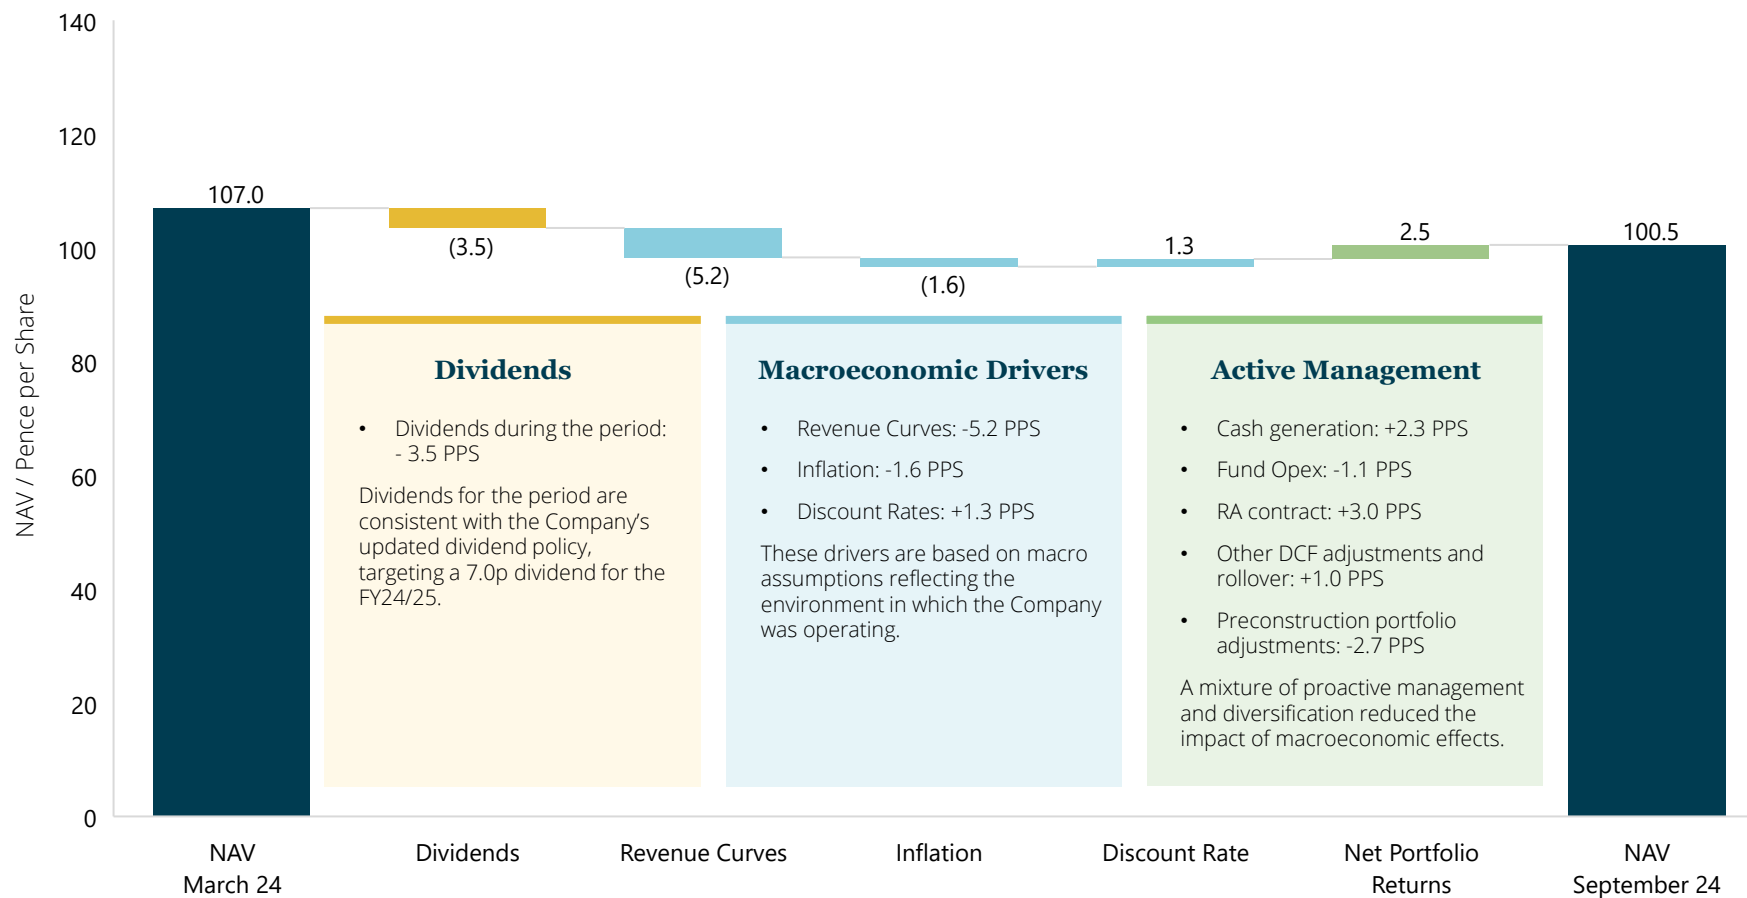 140
120
100
80
60
40
20
0
NAV / Pence per Share
107.0
(3.5)
(5.2)
(1.6)
1.3
2.5
100.5
Dividends
• Dividends during the period:
- 3.5 PPS
Dividends for the period are
consistent with the Company’s
updated dividend policy,
targeting a 7.0p dividend for the
FY24/25.
Macroeconomic Drivers
• Revenue Curves: -5.2 PPS
• Inflation: -1.6 PPS
• Discount Rates: +1.3 PPS
These drivers are based on macro
assumptions reflecting the
environment in which the Company
was operating.
Active Management
• Cash generation: +2.3 PPS
• Fund Opex: -1.1 PPS
• RA contract: +3.0 PPS
• Other DCF adjustments and
rollover: +1.0 PPS
• Preconstruction portfolio
adjustments: -2.7 PPS
A mixture of proactive management
and diversification reduced the
impact of macroeconomic effects.
NAV
March 24
Dividends
Revenue Curves
Inflation
Discount Rate
Net Portfolio
Returns
NAV
September 24